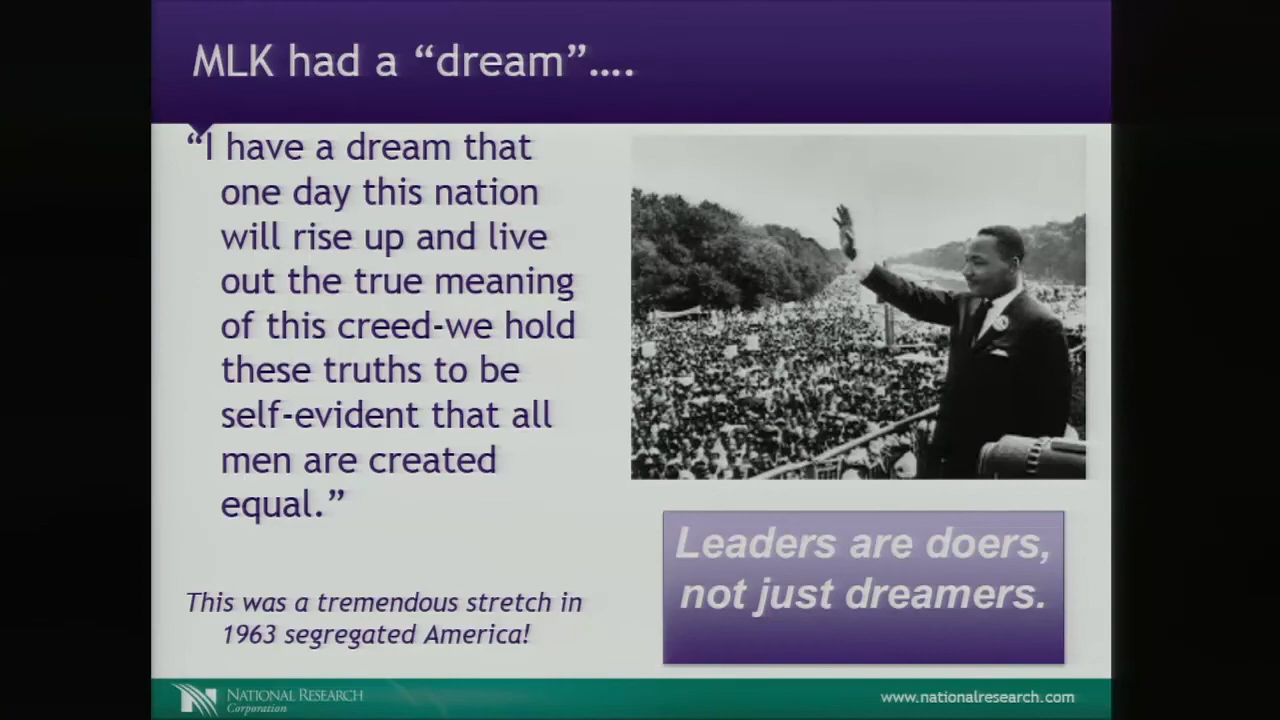 MLK had a “dream”….
“I have a dream that
one day this nation
will rise up and live
out the true meaning
of this creed-we hold
these truths to be
self-evident that all
men are created
equal.”
This was a tremendous stretch in
1963 segregated America!
Leaders are doers,
not just dreamers.
NATIONAL RESEARCH
Corporation
www.nationalresearch.com